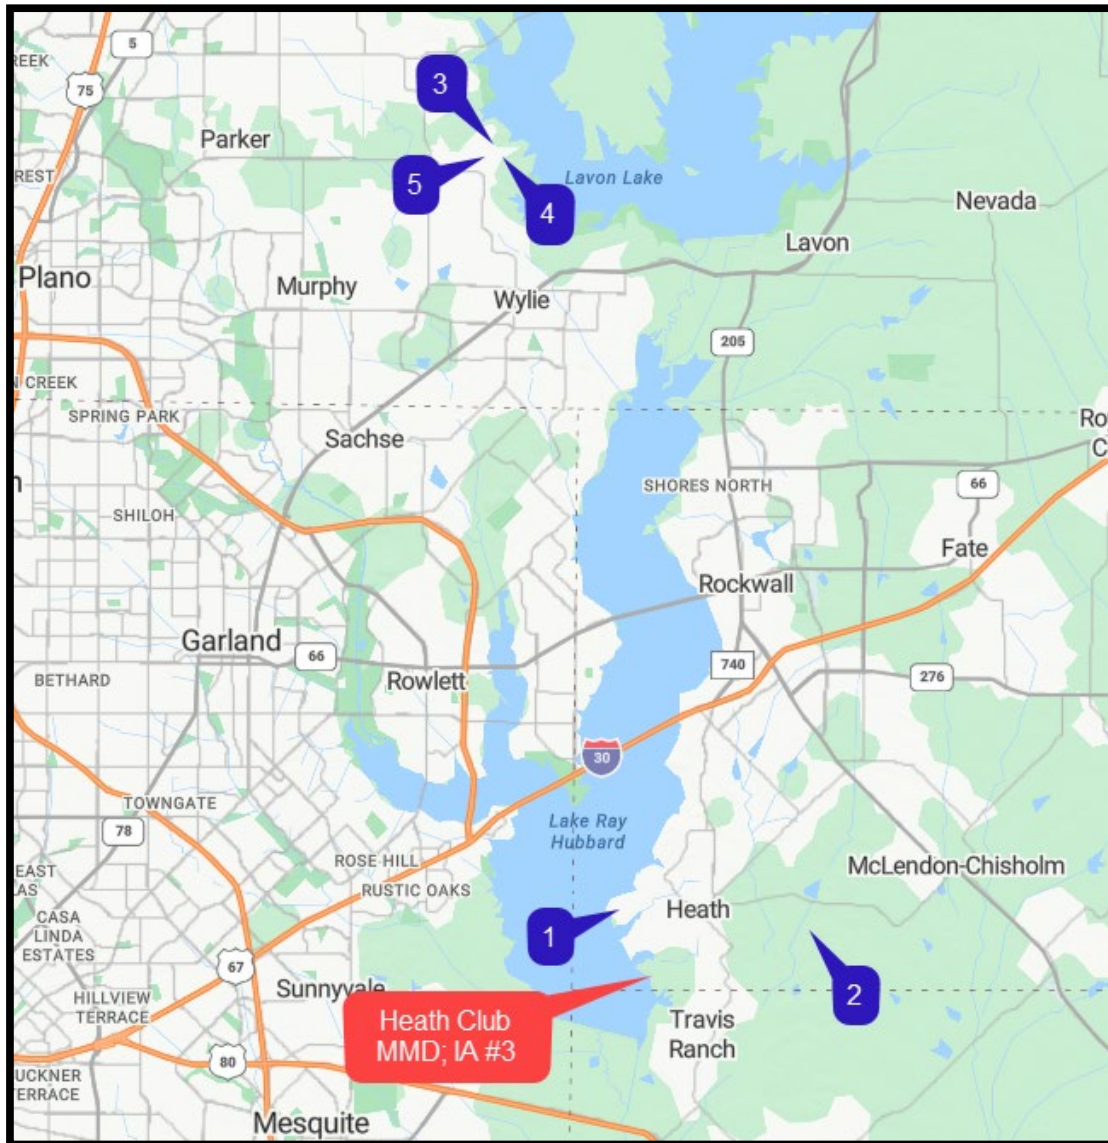 5
REEK
75
3
Parker
REST
5
4
Lavon Lake
Nevada
Lavon
Plano
Murphy
Wylie
205
N CREEK
SPRING PARK
Sachse
Ro
C
n
SHORES NORTH
66
SHILOH
Fate
Rockwall
Garland
66
740
276
BETHARD
Rowlett
30
TOWNGATE
78
Lake Ray
Hubbard
ROSE HILL
McLendon-Chisholm
EAST
AS
RUSTIC OAKS
CASA
LINDA
ESTATES
1
Heath
67
2
HILLVIEW
TERRACE
Sunnyvale
Heath Club
MMD; IA #3
Travis
Ranch
80
UCKNER
TERRACE
Mesquite